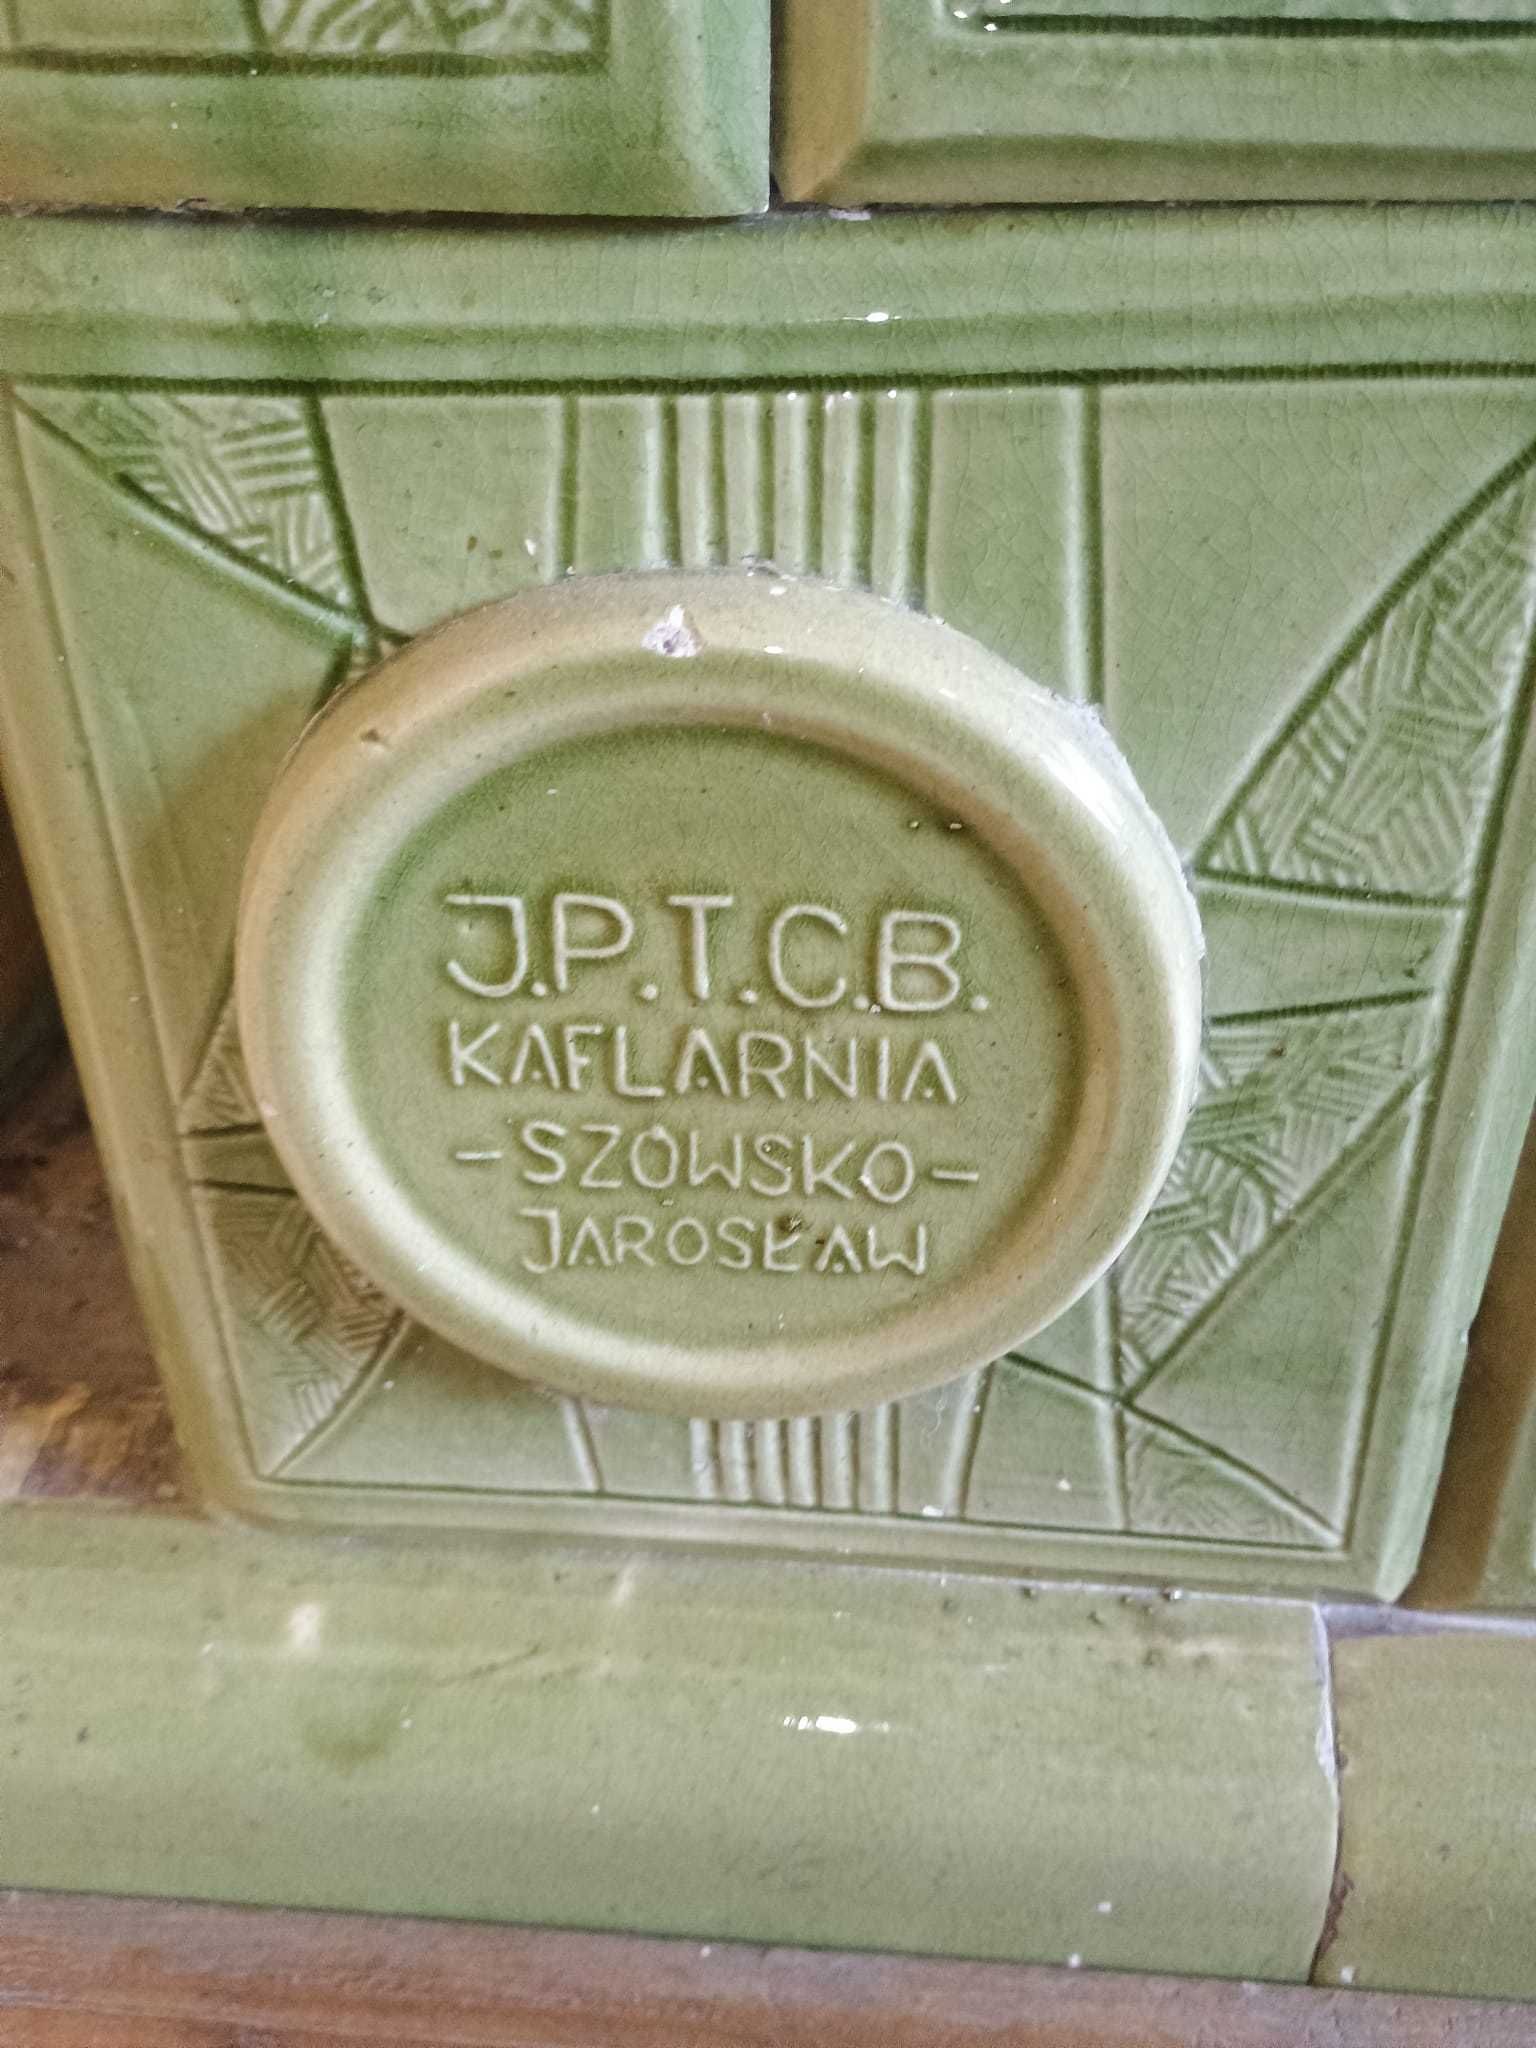 J.P.T.C.B.
KAFLARNIA
-SZÓWSKO-
JAROSŁAW